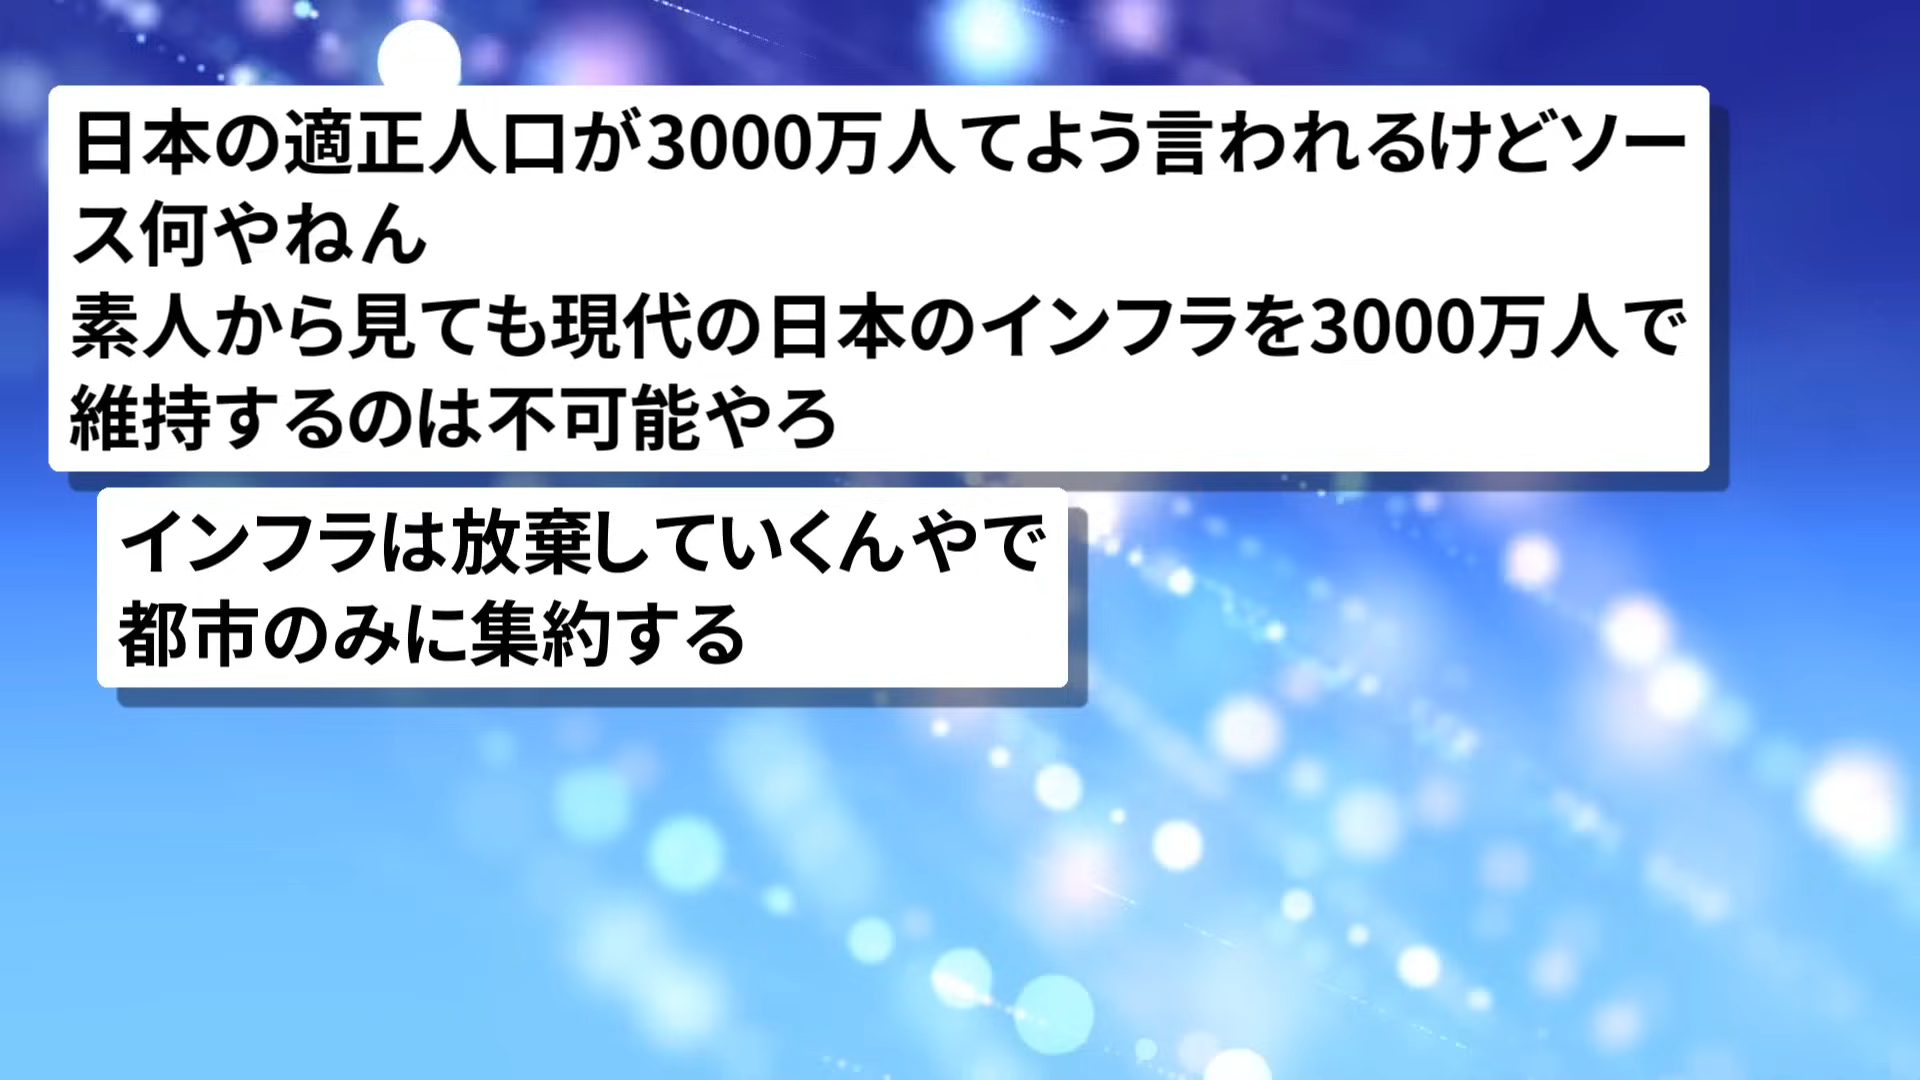 日本の適正人口が3000万人てよう言われるけどソー
ス何やねん
素人から見ても現代の日本のインフラを3000万人で
維持するのは不可能やろ
インフラは放棄していくんやで
都市のみに集約する